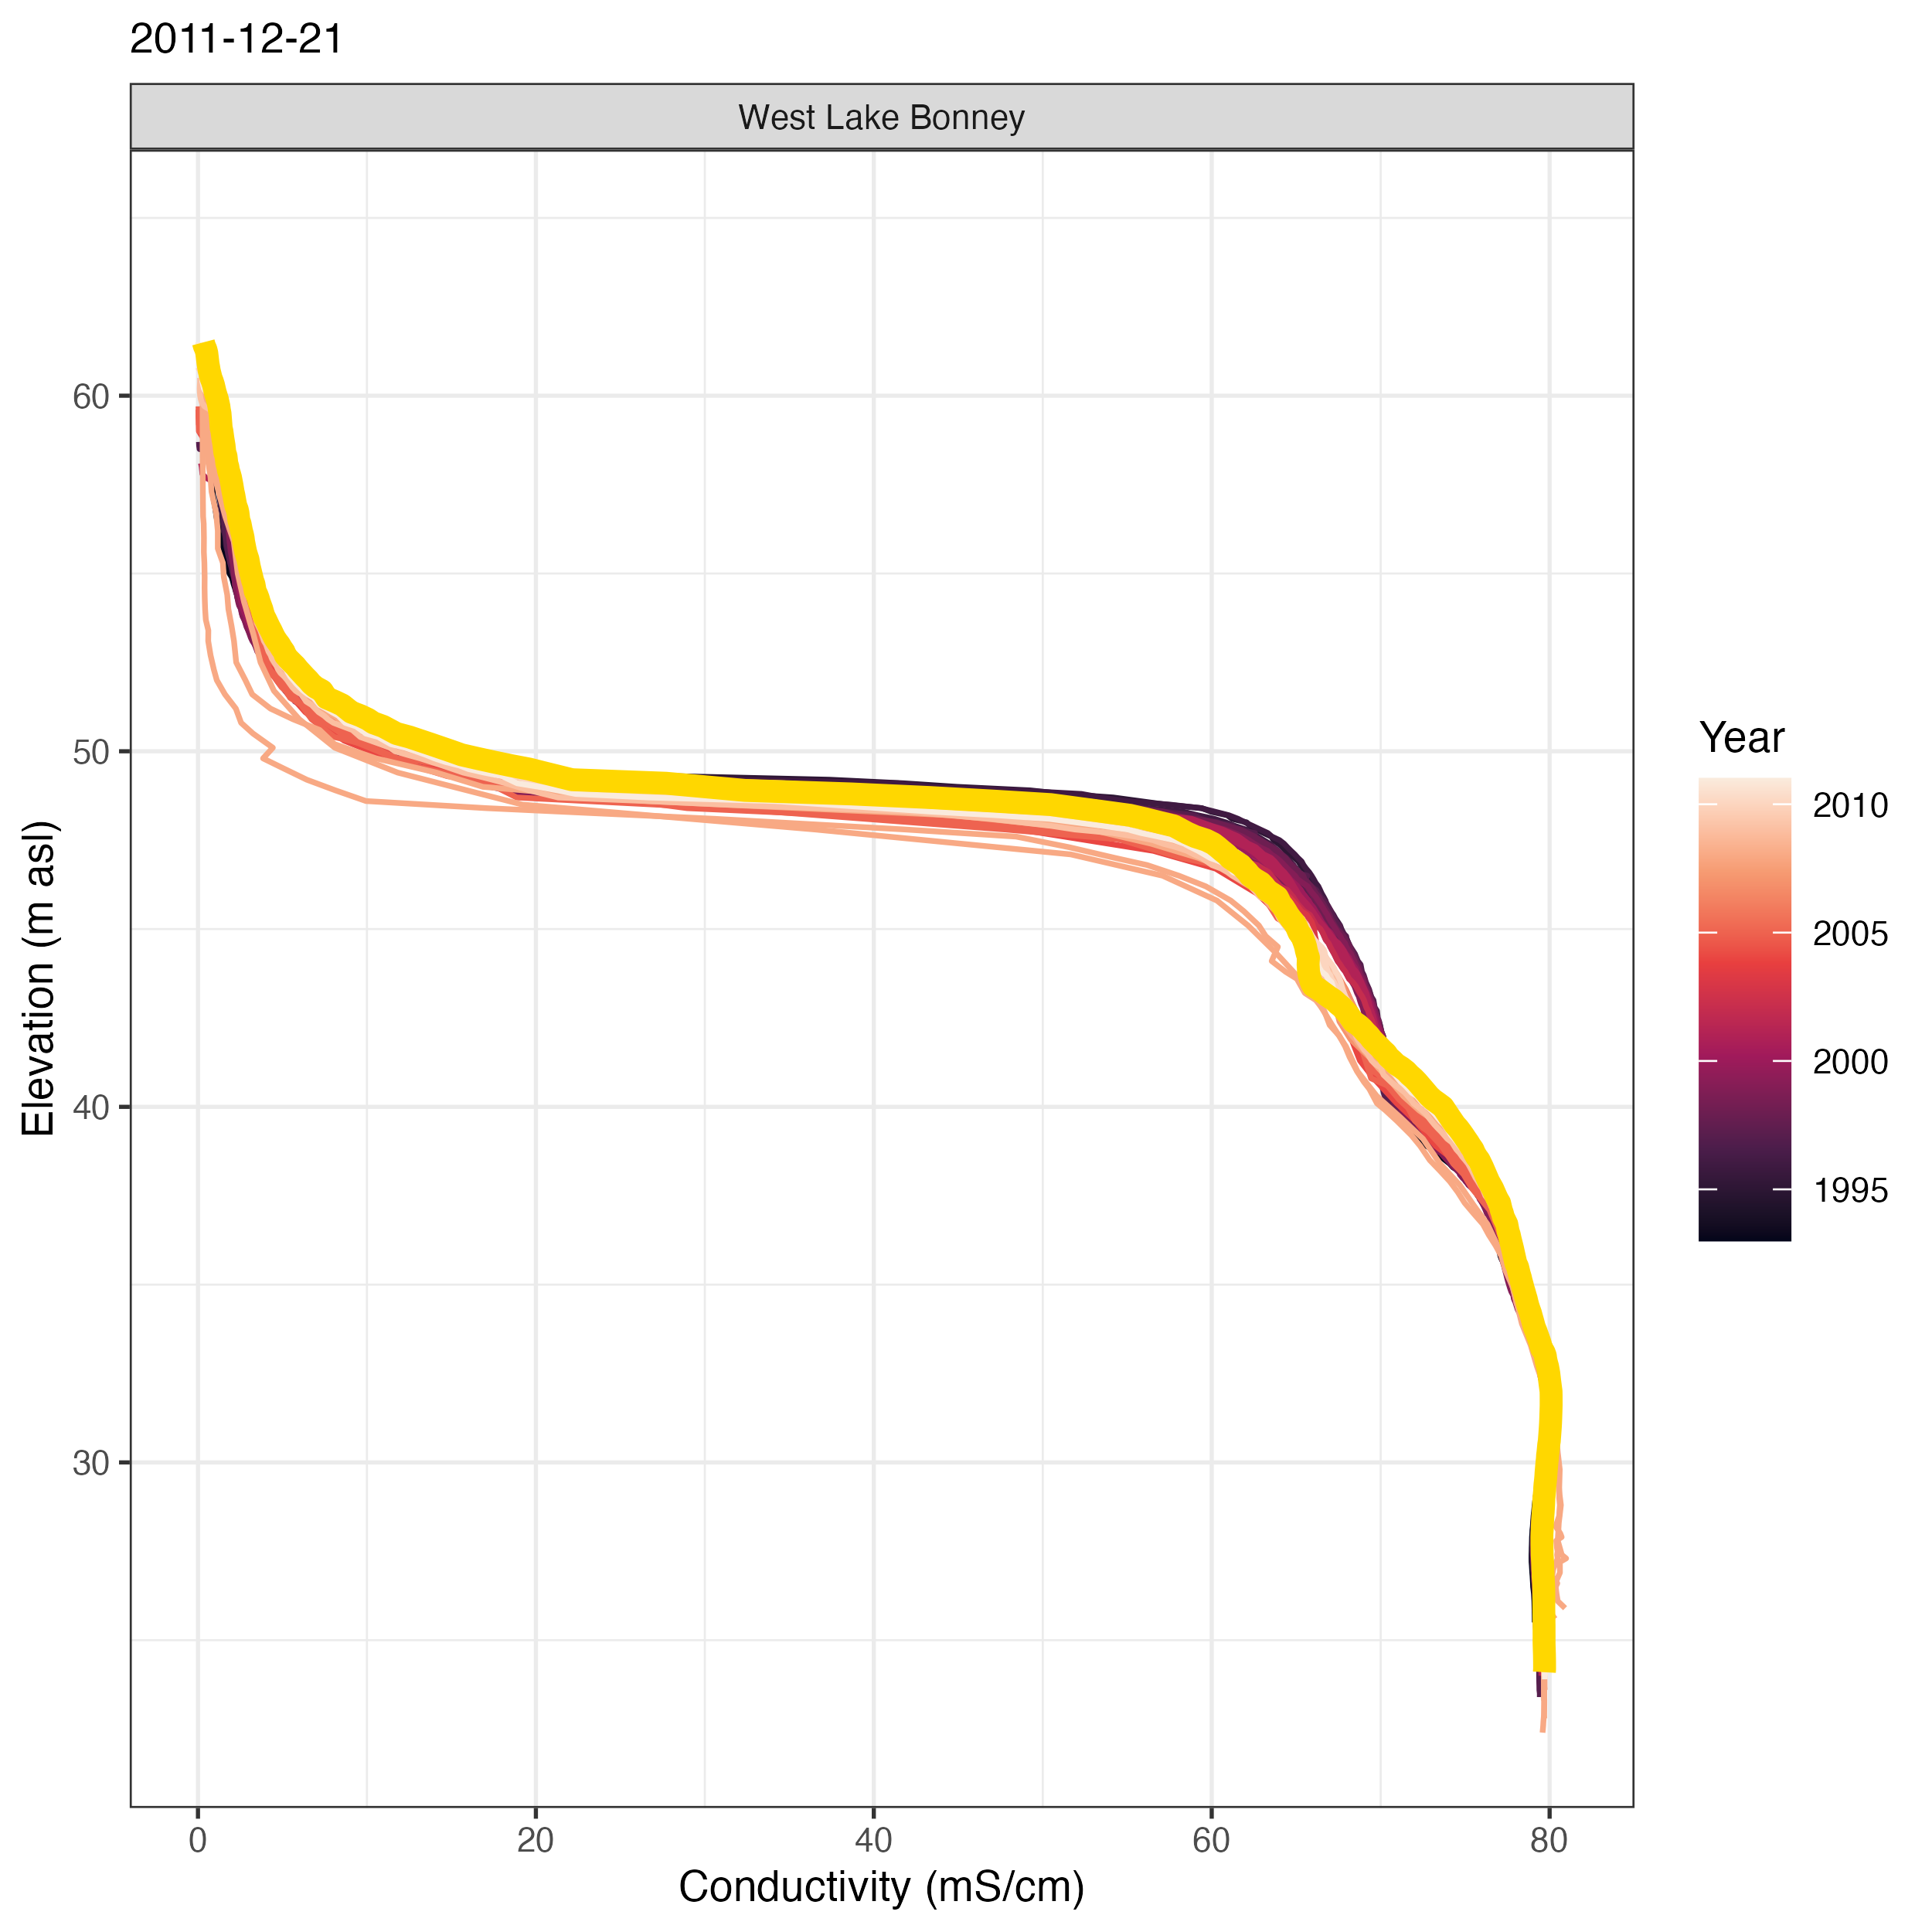 2011-12-21
West Lake Bonney
Elevation (m asl)
60
50
40
30
0 20 40 60 80
Conductivity (mS/cm)
Year
2010
2005
2000
1995